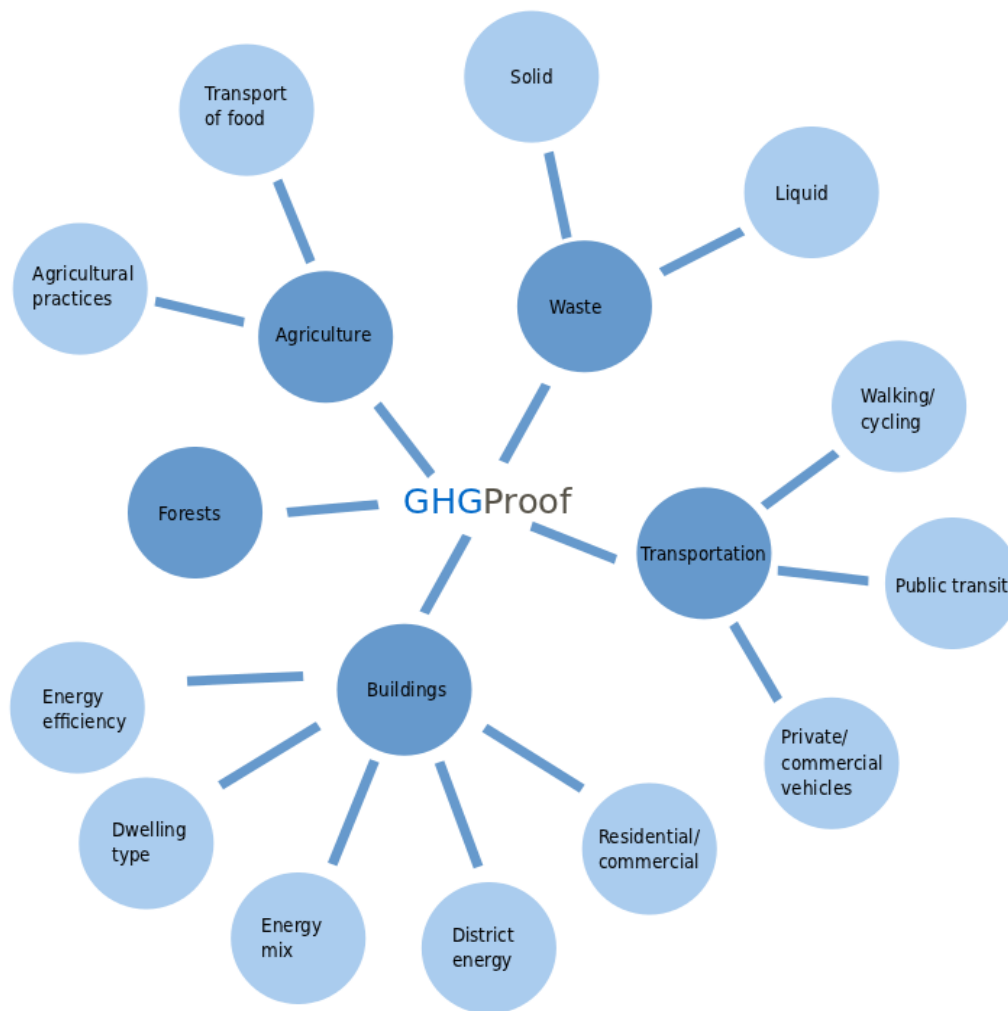 Solid
Transport
of food
Liquid
Agricultural
practices
Waste
Agriculture
Walking/
cycling
GHGProof
Forests
Transportation
Public transit
Buildings
Energy
efficiency
Private/
commercial
vehicles
Dwelling
type
Residential/
commercial
Energy
mix
District
energy